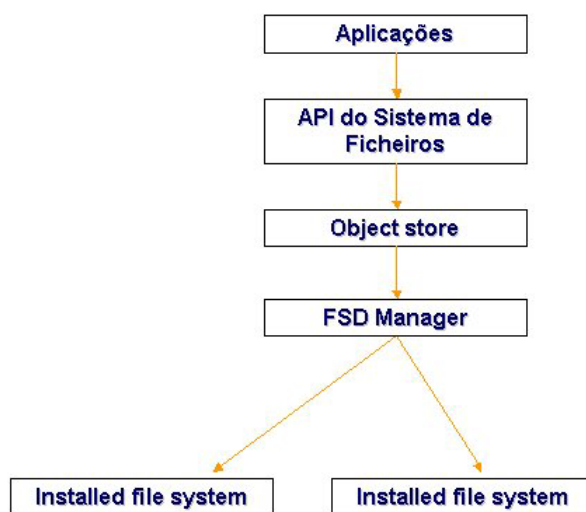 Aplicações
API do Sistema de
Ficheiros
Object store
FSD Manager
Installed file system
Installed file system